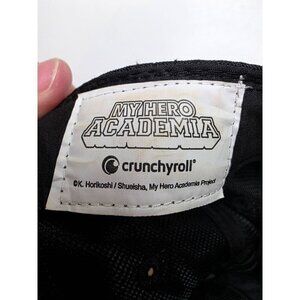 MY HERO
ACADEMIA
crunchyroll®
©K. Horikoshi / Shueisha, My Hero Academia Project